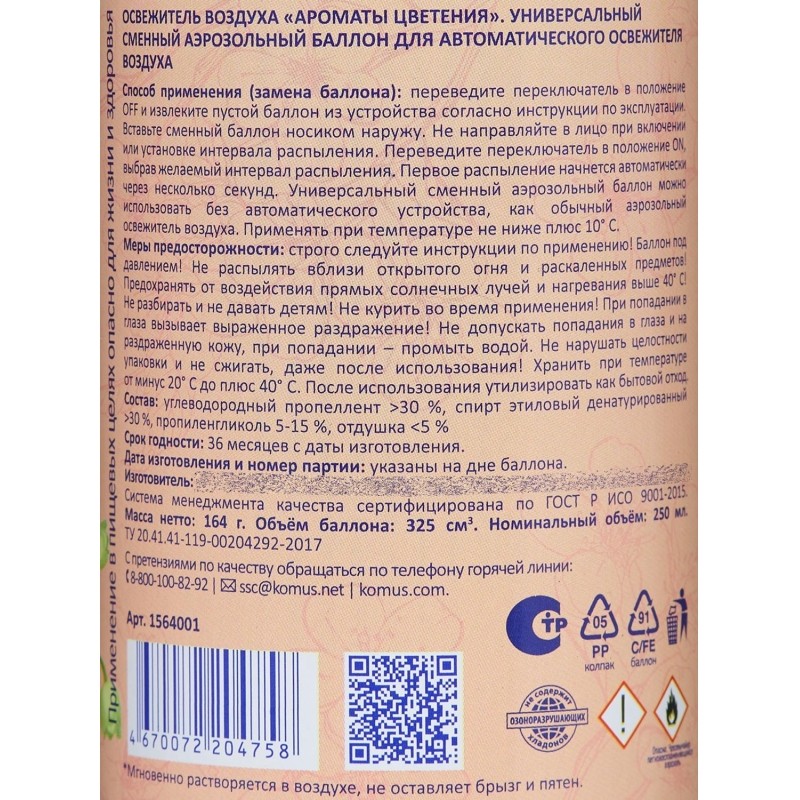 ОСВЕЖИТЕЛЬ ВОЗДУХА «АРОМАТЫ ЦВЕТЕНИЯ». УНИВЕРСАЛЬНЫЙ
СМЕННЫЙ АЭРОЗОЛЬНЫЙ БАЛЛОН ДЛЯ АВТОМАТИЧЕСКОГО ОСВЕЖИТЕЛЯ
ВОЗДУХА
Способ применения (замена баллона): переведите переключатель в положение
OFF и извлеките пустой баллон из устройства согласно инструкции по эксплуатации.
Вставьте сменный баллон носиком наружу. Не направляйте в лицо при включении
или установке интервала распыления. Переведите переключатель в положение ON,
выбрав желаемый интервал распыления. Первое распыление начнется автоматически
через несколько секунд. Универсальный сменный аэрозольный баллон можно
использовать без автоматического устройства, как обычный аэрозольный
освежитель воздуха. Применять при температуре не ниже плюс 10° С.
Меры предосторожности: строго следуйте инструкции по применению! Баллон под
давлением! Не распылять вблизи открытого огня и раскаленных предметов!
Предохранять от воздействия прямых солнечных лучей и нагревания выше 40° С!
Не разбирать и не давать детям! Не курить во время применения! При попадании в
глаза вызывает выраженное раздражение! Не допускать попадания в глаза и на
раздраженную кожу, при попадании – промыть водой. Не нарушать целостности
упаковки и не сжигать, даже после использования! Хранить при температуре
от минус 20° С до плюс 40° С. После использования утилизировать как бытовой отход.
Состав: углеводородный пропеллент >30 %, спирт этиловый денатурированный
>30 %, пропиленгликоль 5-15 %, отдушка <5 %
Срок годности: 36 месяцев с даты изготовления.
Дата изготовления и номер партии: указаны на дне баллона.
Изготовитель:
Система менеджмента качества сертифицирована по ГОСТ Р ИСО 9001-2015.
Масса нетто: 164 г. Объём баллона: 325 см³. Номинальный объём: 250 мл.
ТУ 20.41.41-119-00204292-2017
С претензиями по качеству обращаться по телефону горячей линии:
8-800-100-82-92 | ssc@komus.net | komus.com.
Арт. 1564001
4 670072 204758
СТР
05
PP
колпак
91
C/FE
баллон
не содержит
ОЗОНОРАЗРУШАЮЩИХ
хладонов
*Мгновенно растворяется в воздухе, не оставляет брызг и пятен.
Применение в пищевых целях опасно для жизни и здоровья